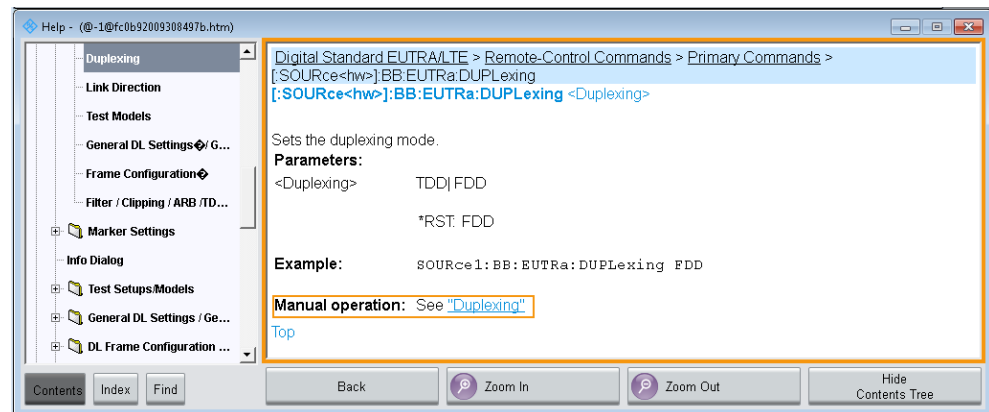 Help - (@-1@fc0b92009308497b.htm)
Duplexing
Link Direction
Test Models
General DL Settings�/ G...
Frame Configuration�
Filter / Clipping / ARB /TD...
Marker Settings
Info Dialog
Test Setups/Models
General DL Settings / Ge...
DL Frame Configuration ...
Digital Standard EUTRA/LTE > Remote-Control Commands > Primary Commands >
[:SOURce<hw>]:BB:EUTRa:DUPLexing
[:SOURce<hw>]:BB:EUTRa:DUPLexing <Duplexing>
Sets the duplexing mode.
Parameters:
<Duplexing> TDD| FDD
*RST: FDD
Example: SOURce1:BB:EUTRa:DUPLexing FDD
Manual operation: See "Duplexing"
Top
Contents Index Find Back Zoom In Zoom Out Hide
Contents Tree